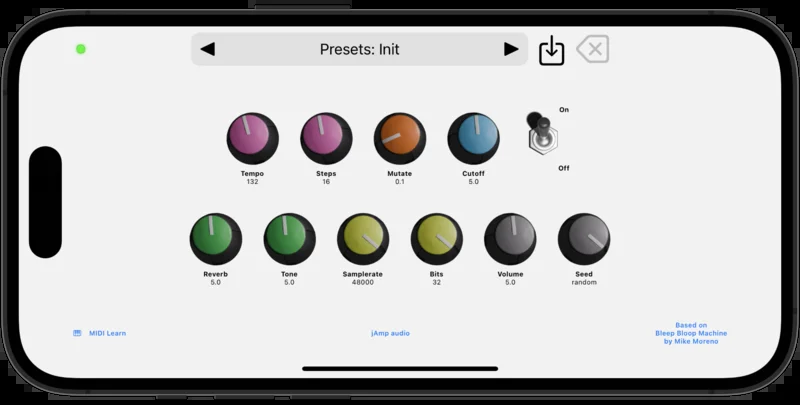 Presets: Init
On
Off
Tempo
132
Steps
16
Mutate
0.1
Cutoff
5.0
Reverb
5.0
Tone
5.0
Samplerate
48000
Bits
32
Volume
5.0
Seed
random
MIDI Learn
jAmp audio
Based on
Bleep Bloop Machine
by Mike Moreno